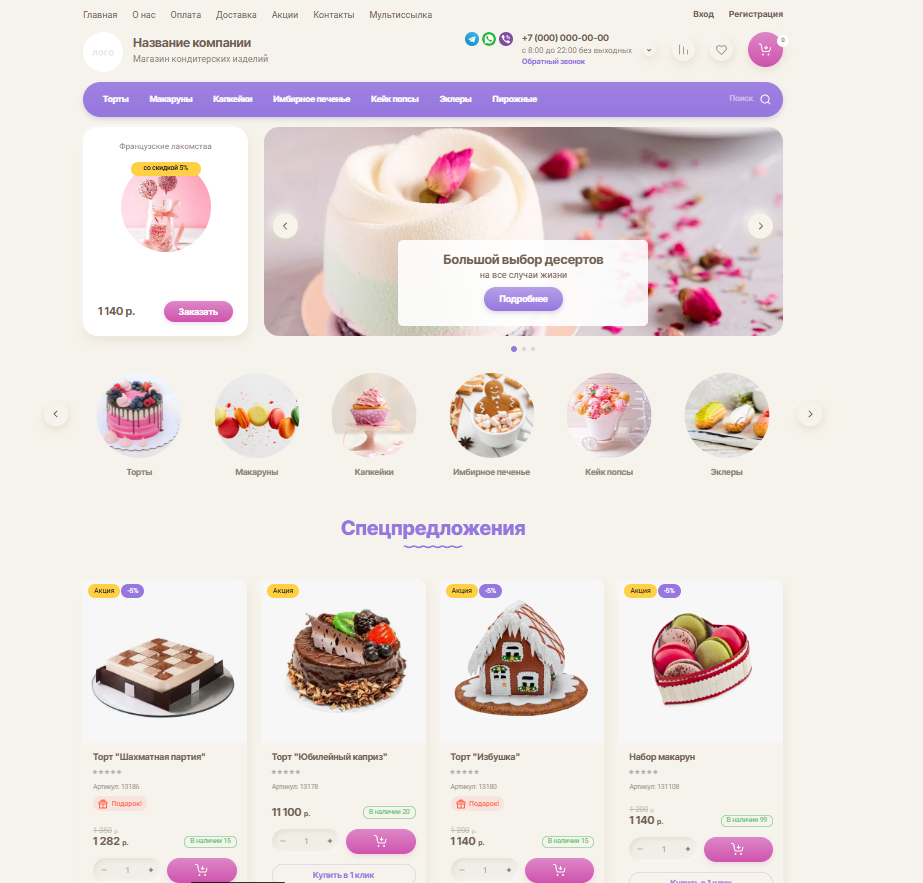 Главная О нас Оплата Доставка Акции Контакты Мультиссылка Вход Регистрация
лого
Название компании
Магазин кондитерских изделий
+7 (000) 000-00-00
с 8:00 до 22:00 без выходных
Обратный звонок
0
Торты Макаруны Капкейки Имбирное печенье Кейк попсы Эклеры Пирожные Поиск
Французские лакомства
со скидкой 5%
1 140 р. Заказать
Большой выбор десертов
на все случаи жизни
Подробнее
Торты Макаруны Капкейки Имбирное печенье Кейк попсы Эклеры
Спецпредложения
Акция -5%
Торт "Шахматная партия"
Артикул: 13186
Подарок!
1 350 р.
1 282 р. В наличии 15
− 1 +
Акция
Торт "Юбилейный каприз"
Артикул: 13178
11 100 р. В наличии 20
− 1 +
Купить в 1 клик
Акция -5%
Торт "Избушка"
Артикул: 13180
Подарок!
1 200 р.
1 140 р. В наличии 15
− 1 +
Акция -5%
Набор макарун
Артикул: 131108
1 200 р.
1 140 р. В наличии 99
− 1 +
Купить в 1 клик